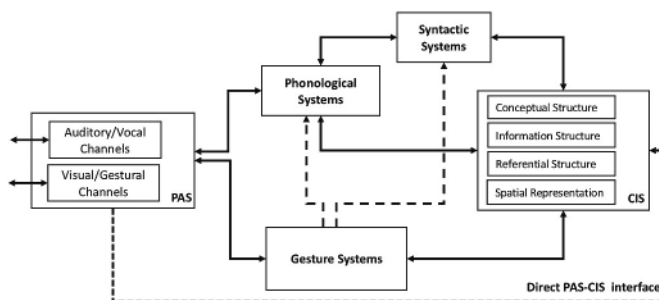 Syntactic
Systems
Phonological
Systems
Conceptual Structure
Auditory/Vocal
Channels
Information Structure
Referential Structure
Visual/Gestural
Channels
PAS
Spatial Representation
CIS
Gesture Systems
Direct PAS-CIS interface